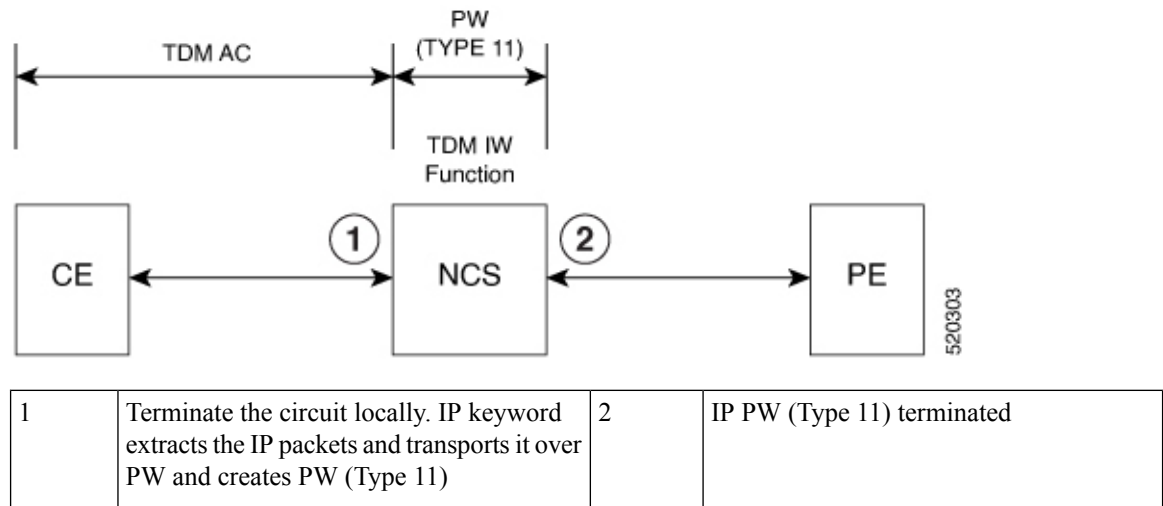 PW
(TYPE 11)
TDM AC
TDM IW
Function
1
2
CE
NCS
PE
520303
1
Terminate the circuit locally. IP keyword
extracts the IP packets and transports it over
PW and creates PW (Type 11)
2
IP PW (Type 11) terminated